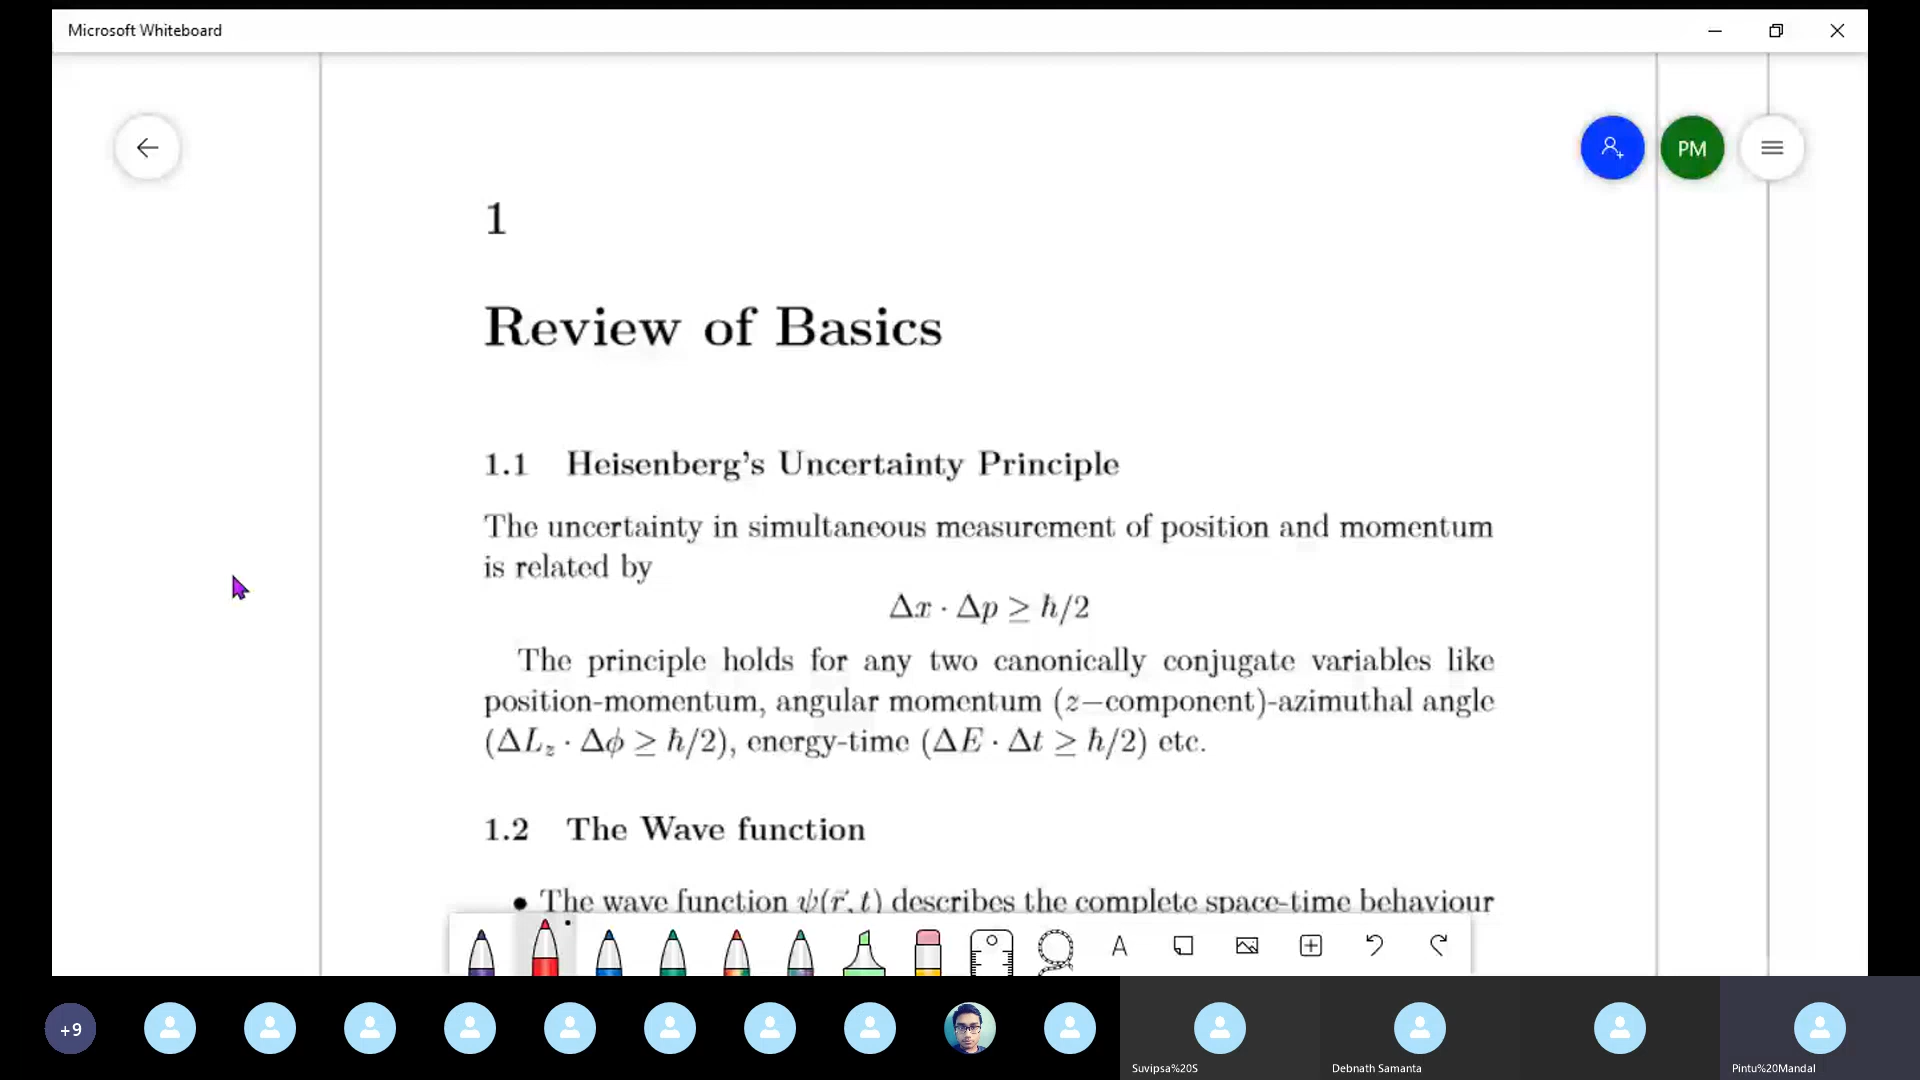 Microsoft Whiteboard
PM
1
Review of Basics
1.1 Heisenberg's Uncertainty Principle
The uncertainty in simultaneous measurement of position and momentum
is related by
Δx · Δp ≥ ħ/2
The principle holds for any two canonically conjugate variables like
position-momentum, angular momentum (z−component)-azimuthal angle
(ΔL_z · Δϕ ≥ ħ/2), energy-time (ΔE · Δt ≥ ħ/2) etc.
1.2 The Wave function
• The wave function ψ(r⃗, t) describes the complete space-time behaviour
A
+9
Suvipsa%20S
Debnath Samanta
Pintu%20Mandal